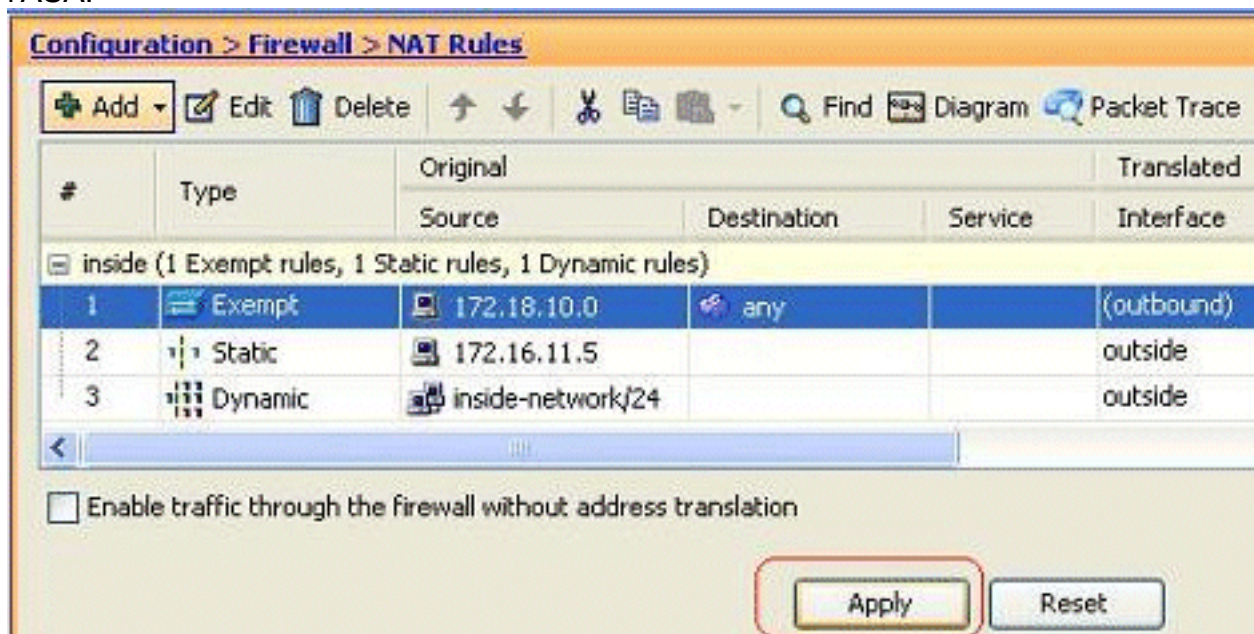 Configuration > Firewall > NAT Rules
Add Edit Delete Find Diagram Packet Trace
# Type Original Translated
Source Destination Service Interface
inside (1 Exempt rules, 1 Static rules, 1 Dynamic rules)
1 Exempt 172.18.10.0 any (outbound)
2 Static 172.16.11.5 outside
3 Dynamic inside-network/24 outside
Enable traffic through the firewall without address translation
Apply Reset